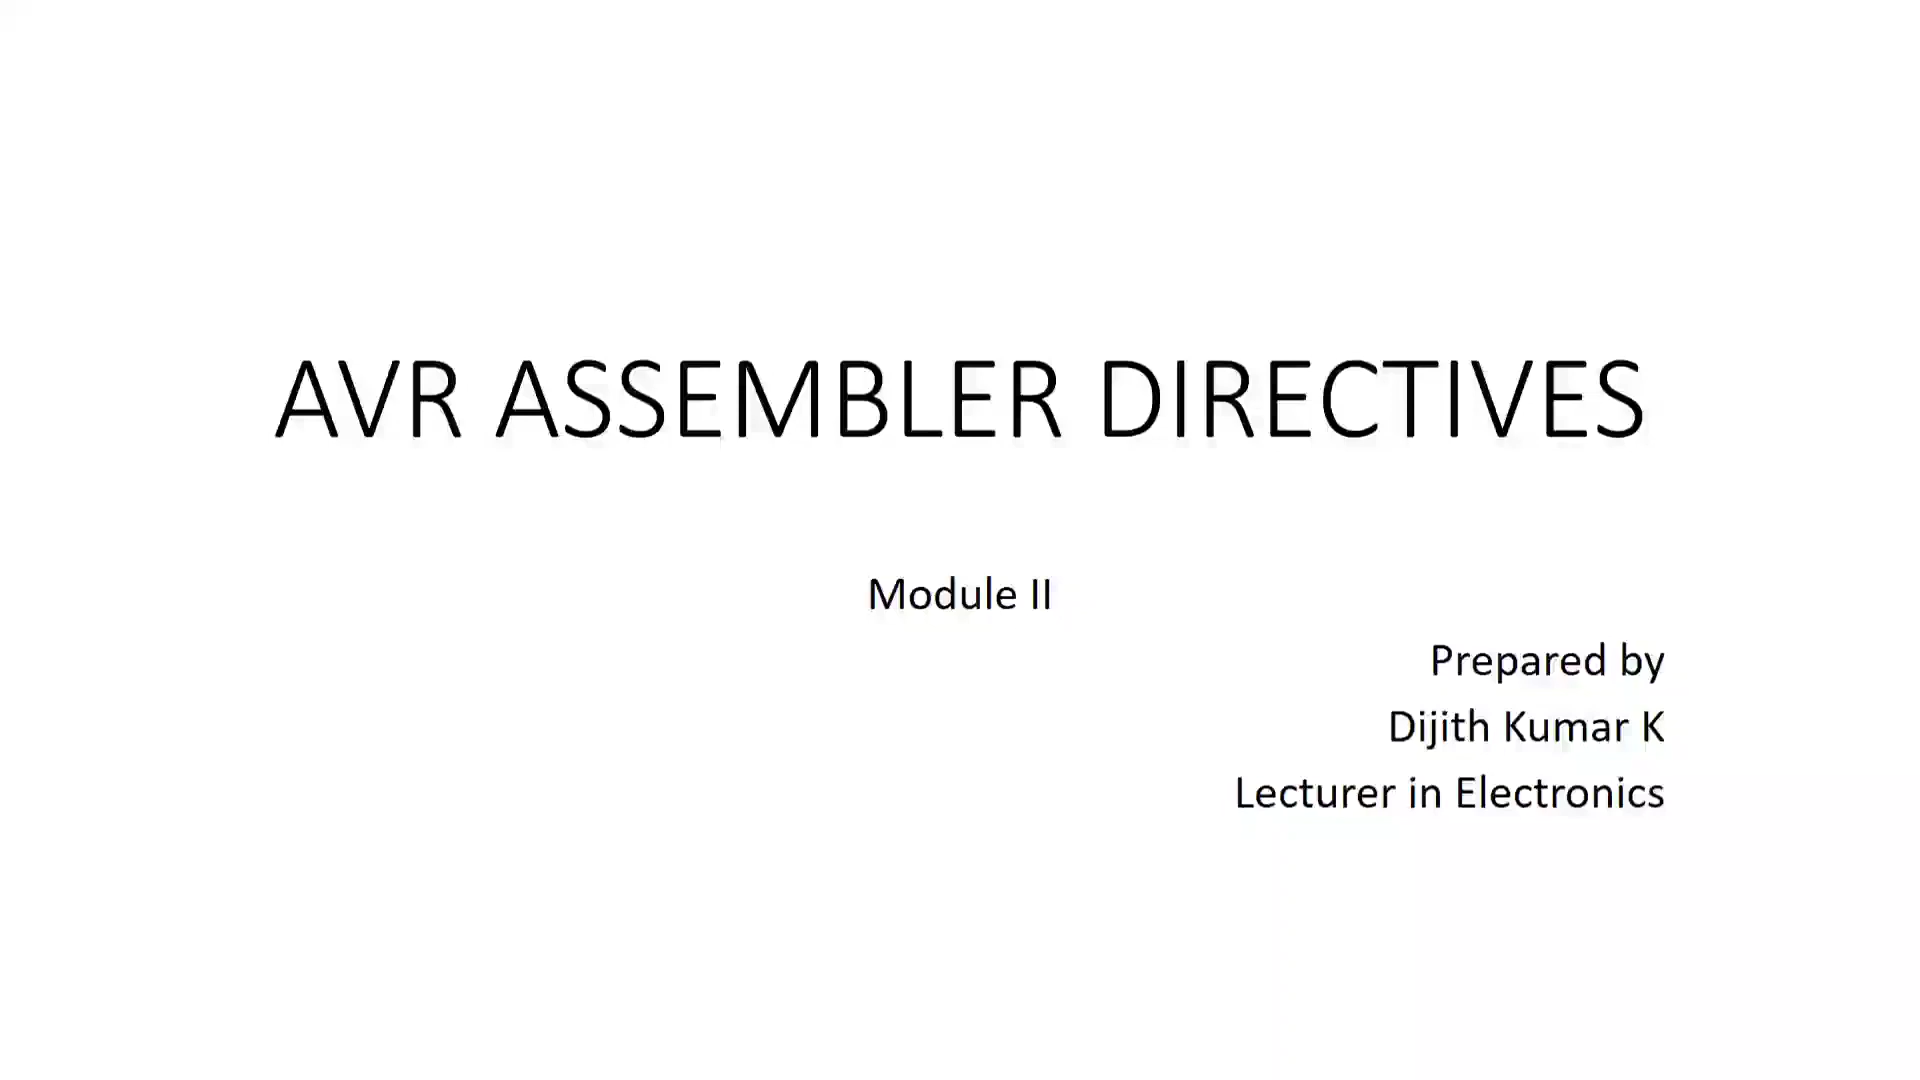 AVR ASSEMBLER DIRECTIVES
Module II
Prepared by
Dijith Kumar K
Lecturer in Electronics